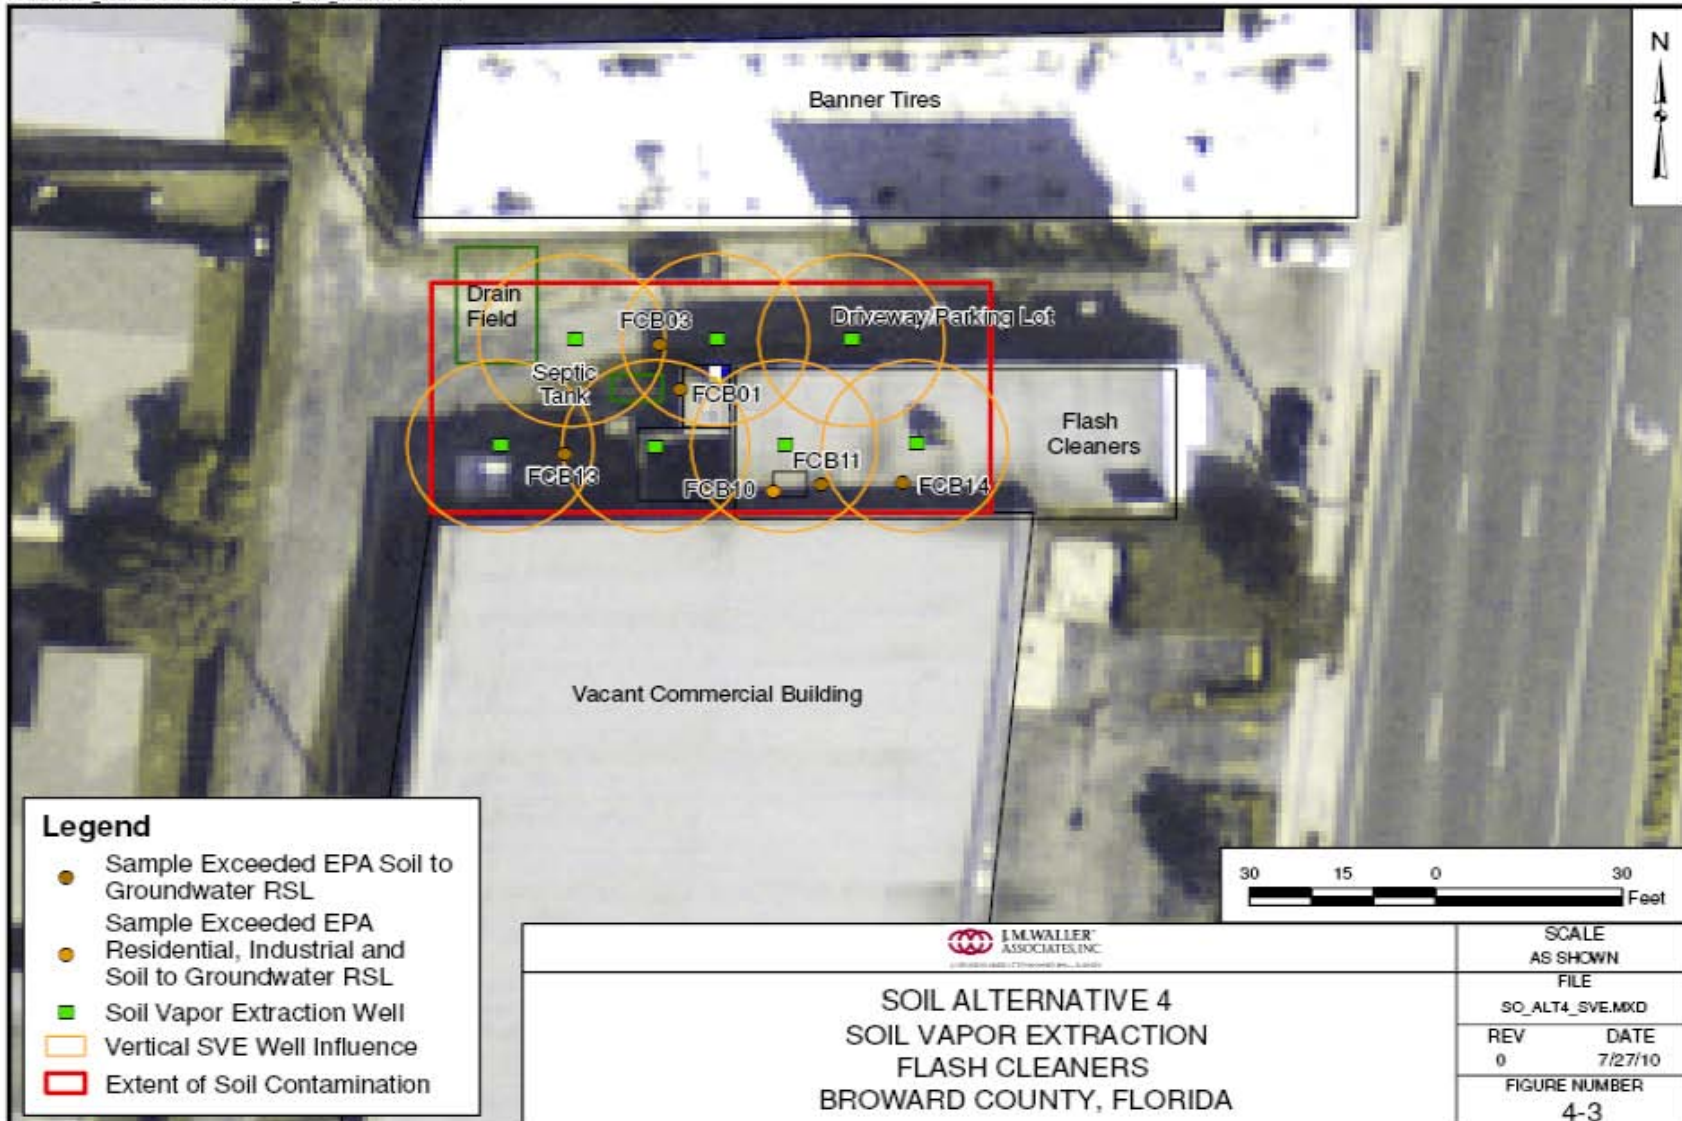 N
Banner Tires
Drain
Field
FCB03
Driveway/Parking Lot
Septic
Tank
FCB01
Flash
Cleaners
FCB13
FCB11
FCB10
FCB14
Vacant Commercial Building
Legend
Sample Exceeded EPA Soil to
Groundwater RSL
Sample Exceeded EPA
Residential, Industrial and
Soil to Groundwater RSL
Soil Vapor Extraction Well
Vertical SVE Well Influence
Extent of Soil Contamination
30 15 0 30
Feet
J.M.WALLER
ASSOCIATES, INC
SOIL ALTERNATIVE 4
SOIL VAPOR EXTRACTION
FLASH CLEANERS
BROWARD COUNTY, FLORIDA
SCALE
AS SHOWN
FILE
SO_ALT4_SVE.MXD
REV DATE
0 7/27/10
FIGURE NUMBER
4-3